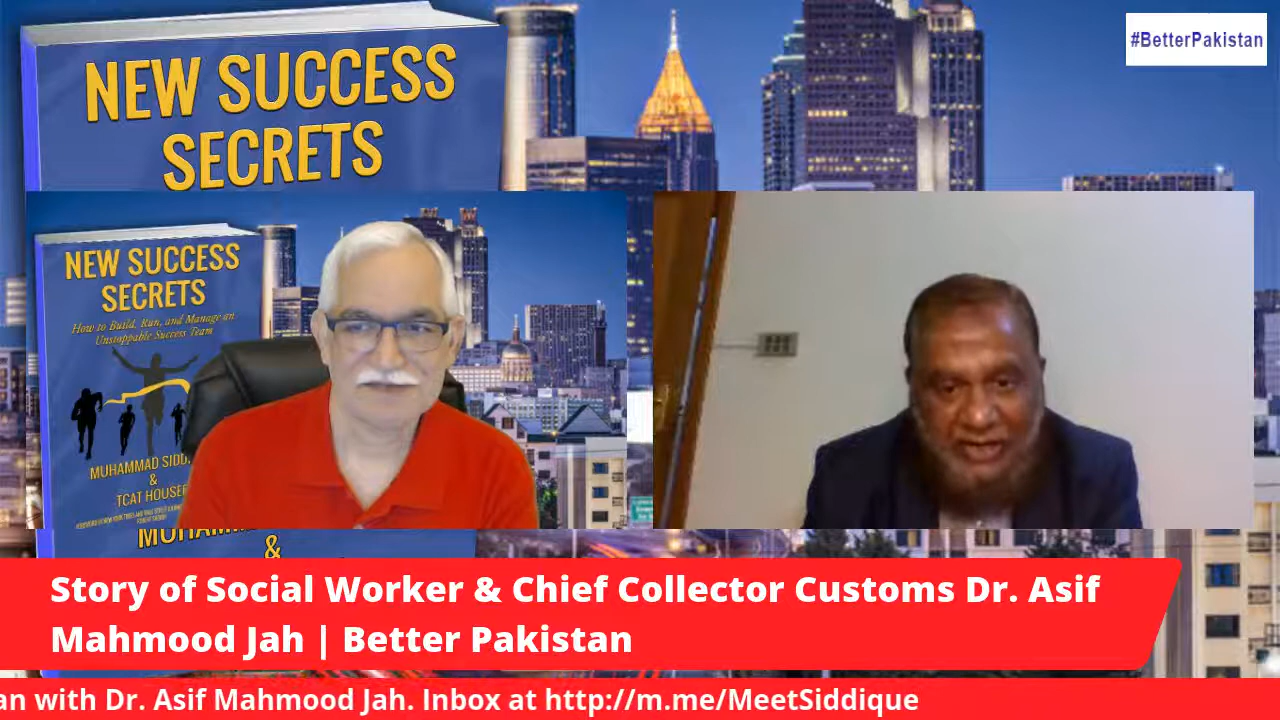 NEW SUCCESS
SECRETS
#BetterPakistan
NEW SUCCESS
SECRETS
How to Build, Run, and Manage an
Unstoppable Success Team
MUHAMMAD
&
TCAT
&
Story of Social Worker & Chief Collector Customs Dr. Asif
Mahmood Jah | Better Pakistan
an with Dr. Asif Mahmood Jah. Inbox at http://m.me/MeetSiddique